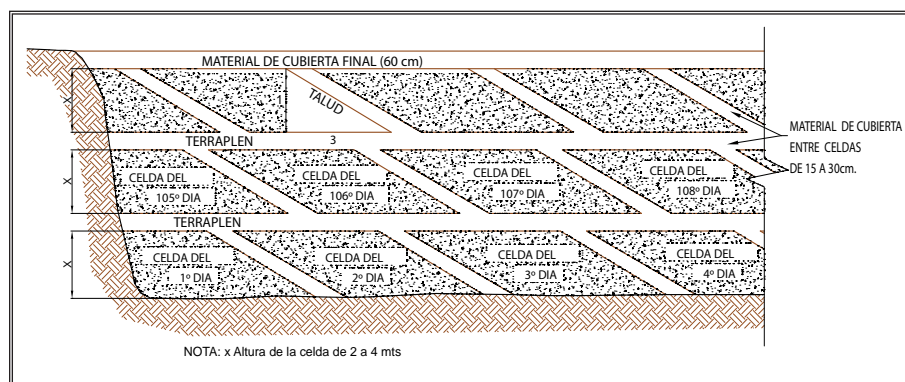 MATERIAL DE CUBIERTA FINAL (60 cm)
X
1
TALUD
3
TERRAPLEN
MATERIAL DE CUBIERTA
ENTRE CELDAS
DE 15 A 30cm.
X
CELDA DEL
105º DIA
CELDA DEL
106º DIA
CELDA DEL
107º DIA
CELDA DEL
108º DIA
TERRAPLEN
X
CELDA DEL
1º DIA
CELDA DEL
2º DIA
CELDA DEL
3º DIA
CELDA DEL
4º DIA
NOTA: x Altura de la celda de 2 a 4 mts